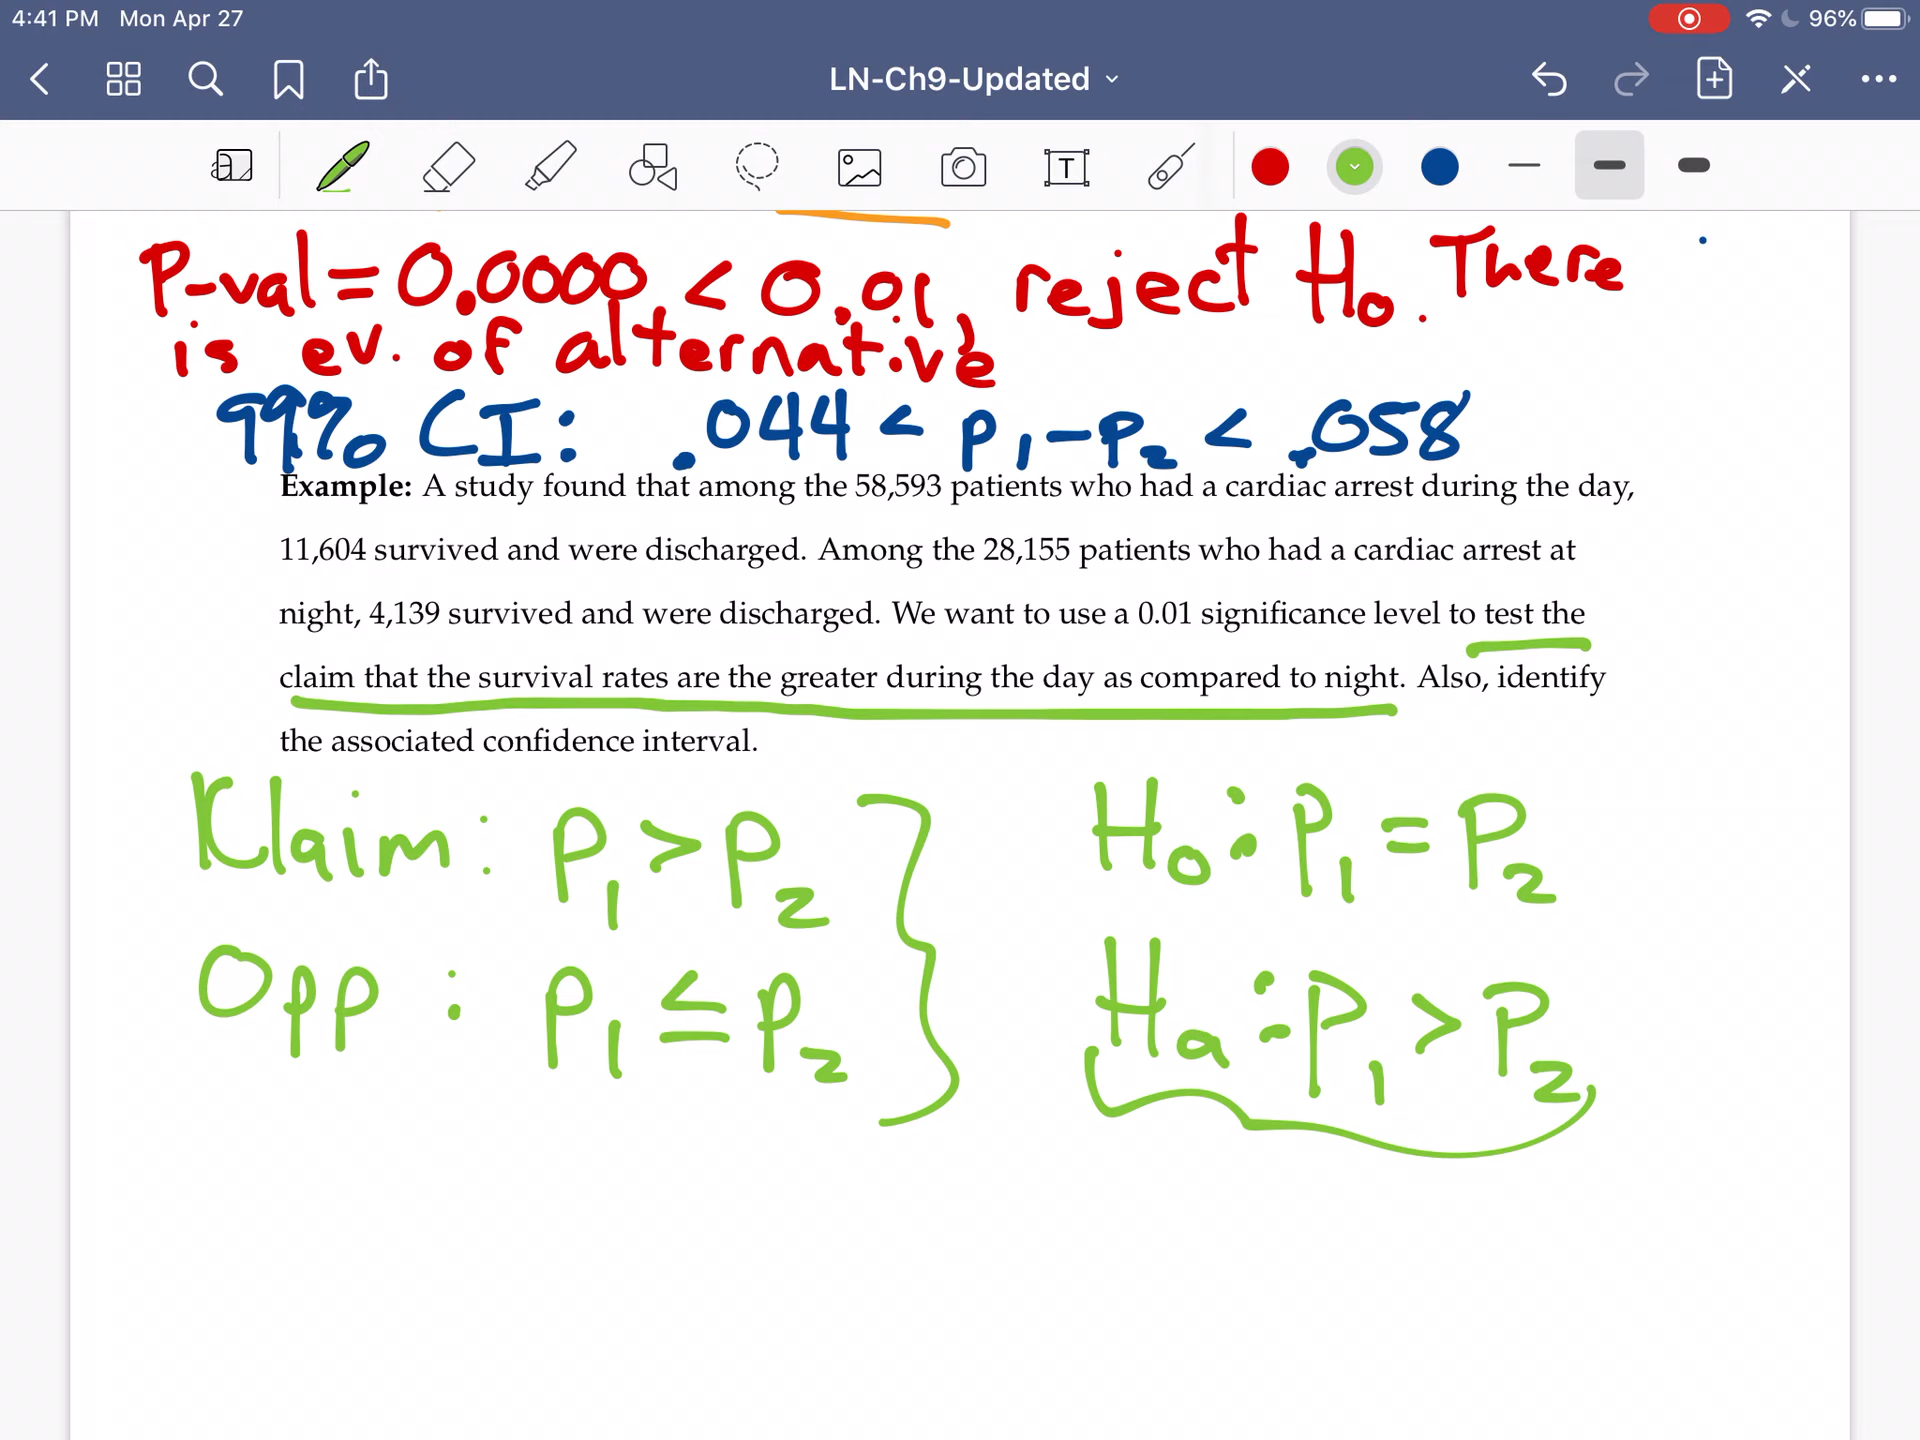 4:41 PM Mon Apr 27 96%
LN-Ch9-Updated
T
P-val = 0.0000 < 0.01, reject H₀. There
is ev. of alternative
99% CI: .044 < p₁-p₂ < .058
Example: A study found that among the 58,593 patients who had a cardiac arrest during the day,
11,604 survived and were discharged. Among the 28,155 patients who had a cardiac arrest at
night, 4,139 survived and were discharged. We want to use a 0.01 significance level to test the
claim that the survival rates are the greater during the day as compared to night. Also, identify
the associated confidence interval.
Klaim: p₁ > p₂
Opp : p₁ ≤ p₂
H₀: P₁ = P₂
Hₐ: P₁ > P₂